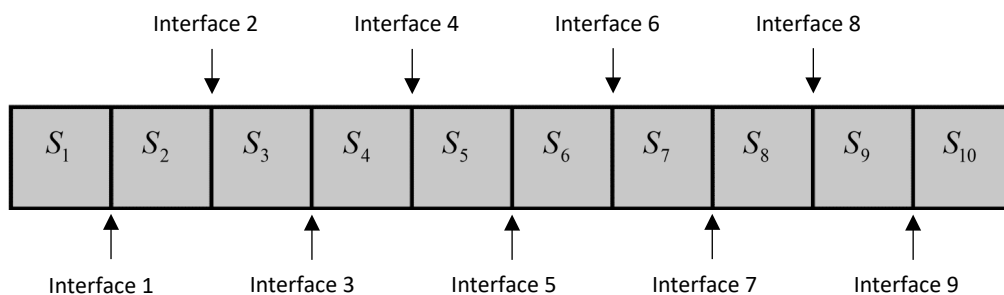 Interface 2 Interface 4 Interface 6 Interface 8
S₁ S₂ S₃ S₄ S₅ S₆ S₇ S₈ S₉ S₁₀
Interface 1 Interface 3 Interface 5 Interface 7 Interface 9